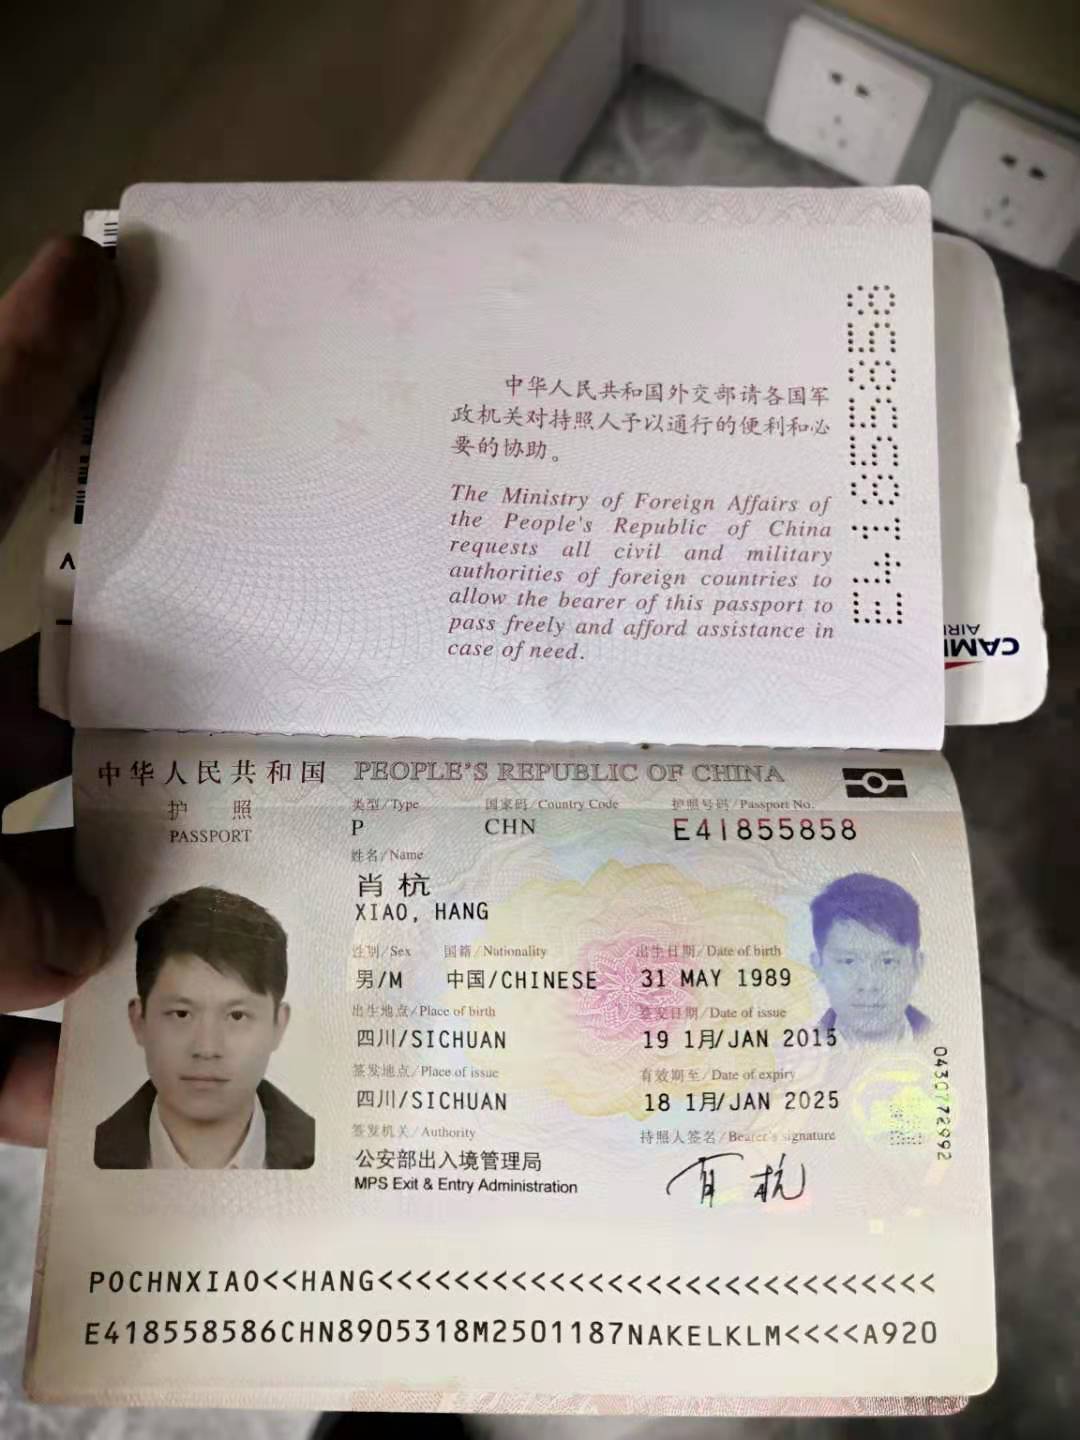 中华人民共和国外交部请各国军
政机关对持照人予以通行的便利和必
要的协助。
The Ministry of Foreign Affairs of
the People's Republic of China
requests all civil and military
authorities of foreign countries to
allow the bearer of this passport to
pass freely and afford assistance in
case of need.
E41855858
CAM
AIR
中华人民共和国 PEOPLE'S REPUBLIC OF CHINA
护照
PASSPORT
类型/Type 国家码/Country Code 护照号码/Passport No.
P CHN E41855858
姓名/Name
肖杭
XIAO, HANG
性别/Sex 国籍/Nationality 出生日期/Date of birth
男/M 中国/CHINESE 31 MAY 1989
出生地点/Place of birth 签发日期/Date of issue
四川/SICHUAN 19 1月/JAN 2015
签发地点/Place of issue 有效期至/Date of expiry
四川/SICHUAN 18 1月/JAN 2025
签发机关/Authority 持照人签名/Bearer's signature
公安部出入境管理局
MPS Exit & Entry Administration
肖杭
0430772992
POCHNXIAO<<HANG<<<<<<<<<<<<<<<<<<<<<<<<<<<<<
E418558586CHN8905318M2501187NAKELKLM<<<<A920